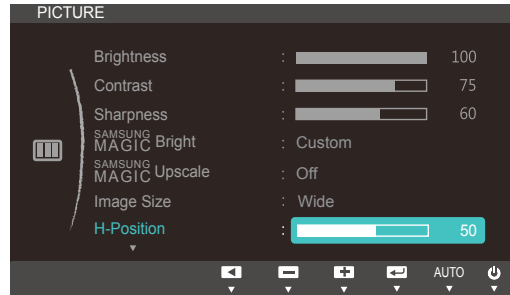 PICTURE
Brightness : 100
Contrast : 75
Sharpness : 60
SAMSUNG
MAGIC Bright : Custom
SAMSUNG
MAGIC Upscale : Off
Image Size : Wide
H-Position : 50
AUTO